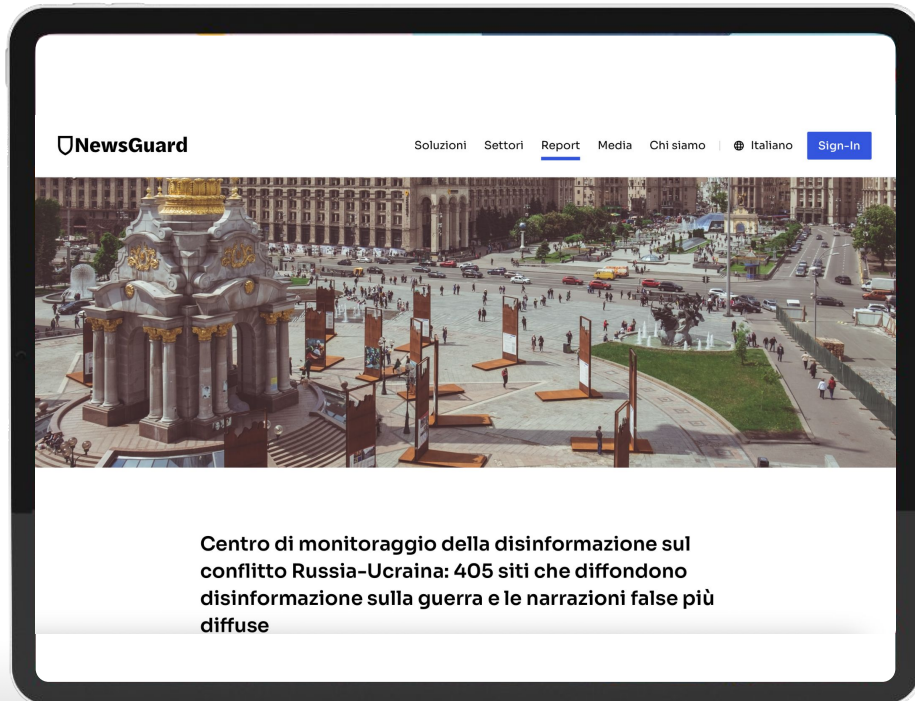 NewsGuard
Soluzioni Settori Report Media Chi siamo Italiano Sign-In
Centro di monitoraggio della disinformazione sul
conflitto Russia-Ucraina: 405 siti che diffondono
disinformazione sulla guerra e le narrazioni false più
diffuse